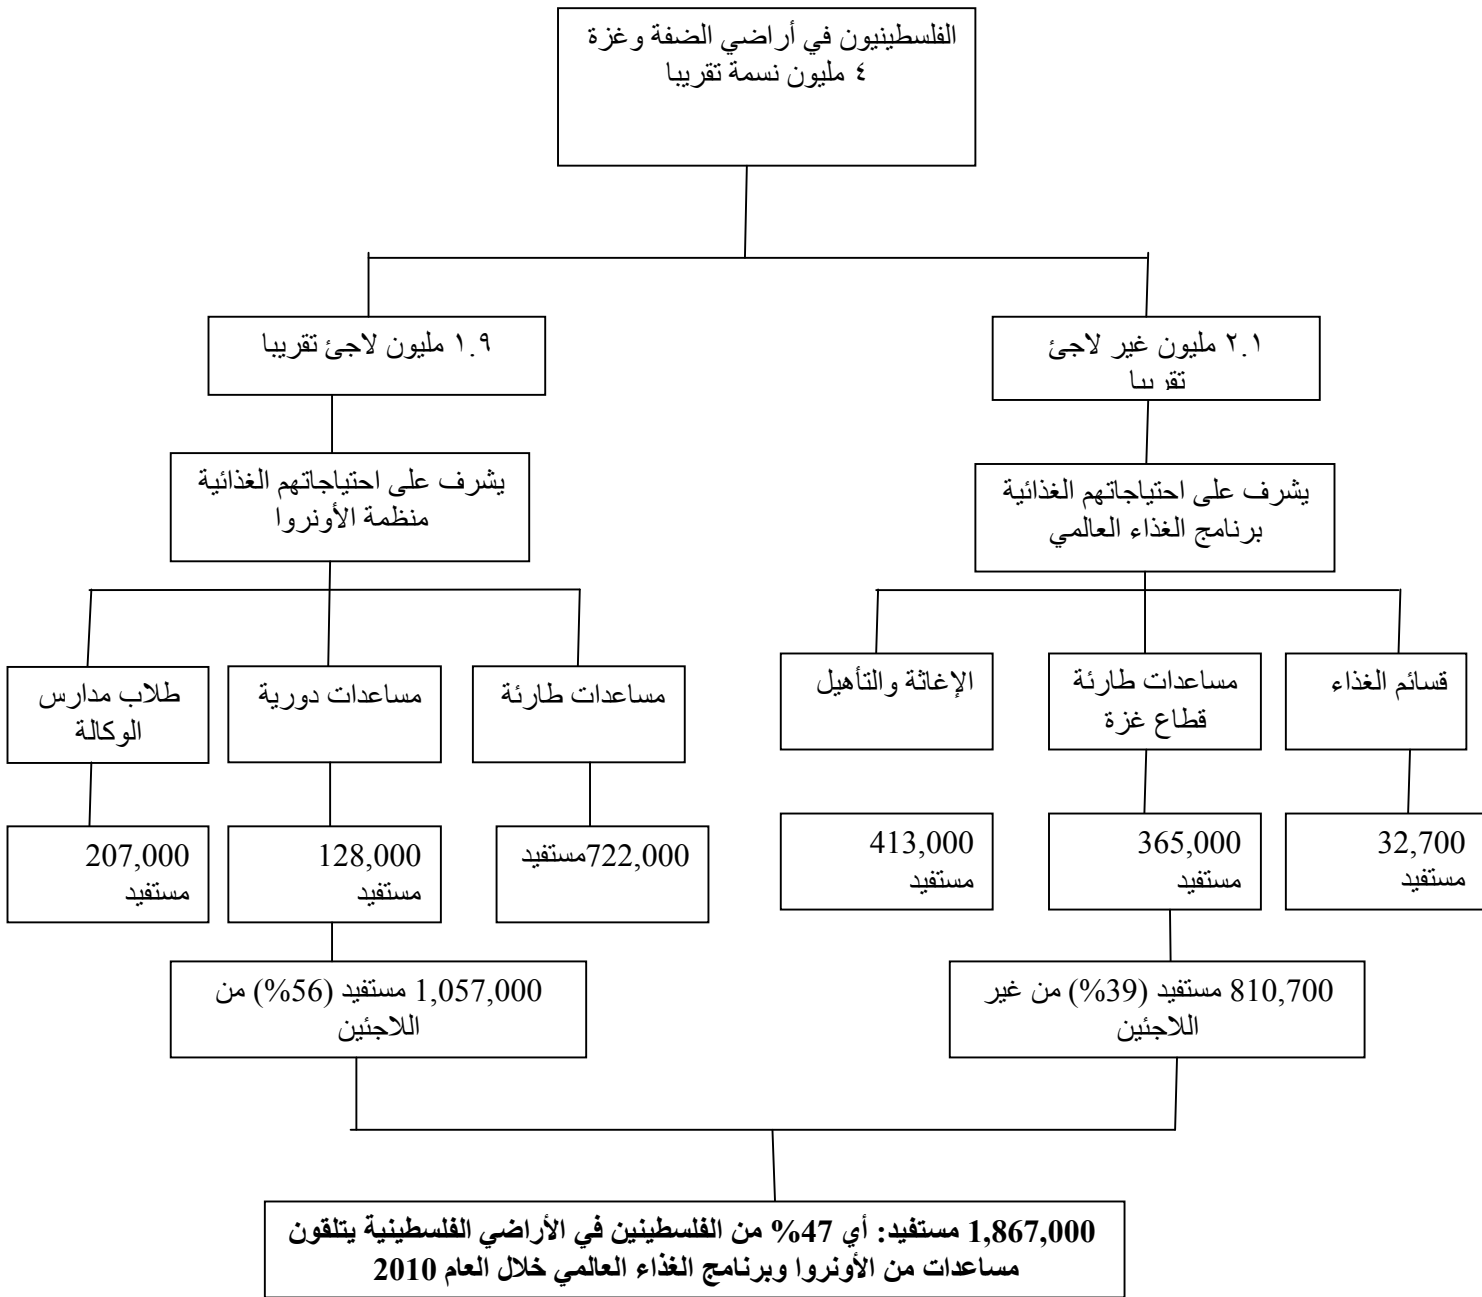 الفلسطينيون في أراضي الضفة وغزة
٤ مليون نسمة تقريبا
٢.١ مليون غير لاجئ
تقريبا
١.٩ مليون لاجئ تقريبا
يشرف على احتياجاتهم الغذائية
برنامج الغذاء العالمي
يشرف على احتياجاتهم الغذائية
منظمة الأونروا
قسائم الغذاء
مساعدات طارئة
قطاع غزة
الإغاثة والتأهيل
مساعدات طارئة
مساعدات دورية
طلاب مدارس
الوكالة
32,700
مستفيد
365,000
مستفيد
413,000
مستفيد
722,000مستفيد
128,000
مستفيد
207,000
مستفيد
810,700 مستفيد (39%) من غير
اللاجئين
1,057,000 مستفيد (56%) من
اللاجئين
1,867,000 مستفيد: أي 47% من الفلسطينين في الأراضي الفلسطينية يتلقون
مساعدات من الأونروا وبرنامج الغذاء العالمي خلال العام 2010